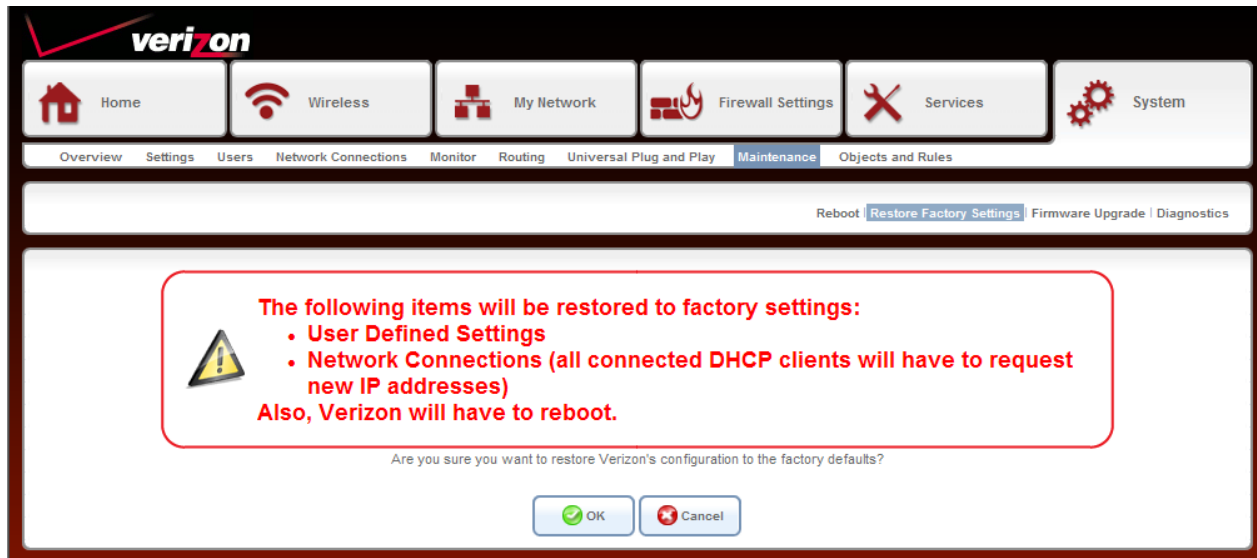 verizon
Home Wireless My Network Firewall Settings Services System
Overview Settings Users Network Connections Monitor Routing Universal Plug and Play Maintenance Objects and Rules
Reboot | Restore Factory Settings | Firmware Upgrade | Diagnostics
The following items will be restored to factory settings:
• User Defined Settings
• Network Connections (all connected DHCP clients will have to request
new IP addresses)
Also, Verizon will have to reboot.
Are you sure you want to restore Verizon's configuration to the factory defaults?
OK Cancel